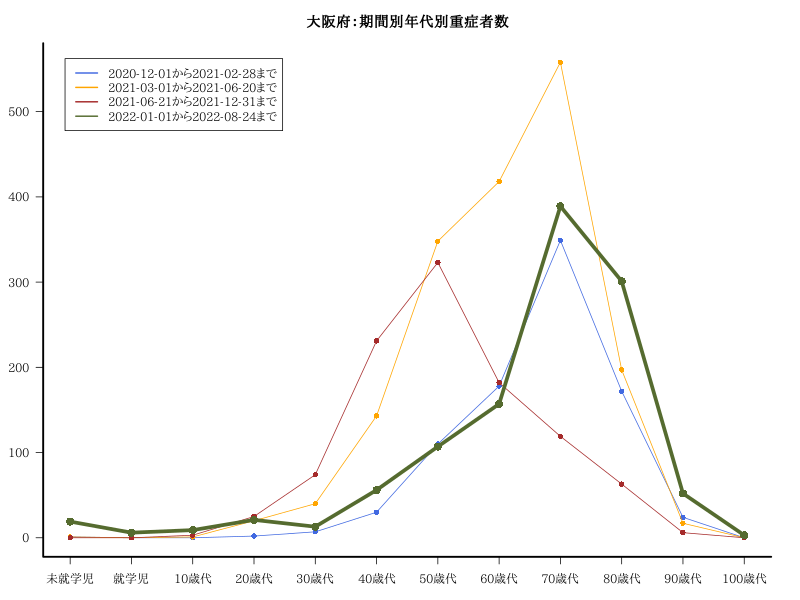 大阪府：期間別年代別重症者数
2020-12-01から2021-02-28まで
2021-03-01から2021-06-20まで
2021-06-21から2021-12-31まで
2022-01-01から2022-08-24まで
500
400
300
200
100
0
未就学児 就学児 10歳代 20歳代 30歳代 40歳代 50歳代 60歳代 70歳代 80歳代 90歳代 100歳代